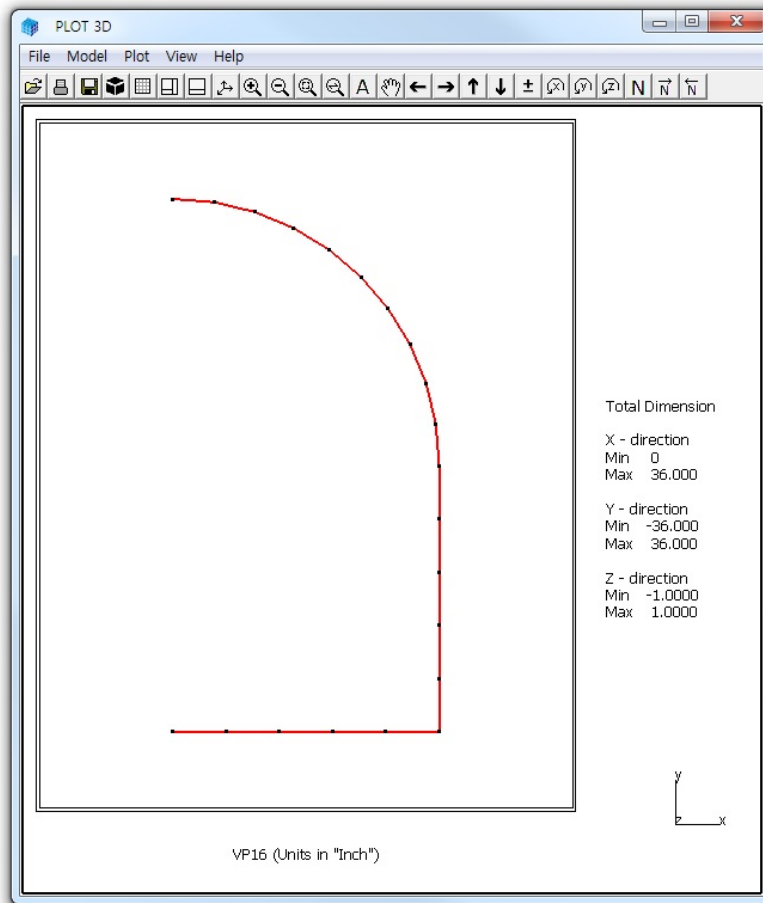 PLOT 3D
File Model Plot View Help
A ± x y z N N N
Total Dimension
X - direction
Min 0
Max 36.000
Y - direction
Min -36.000
Max 36.000
Z - direction
Min -1.0000
Max 1.0000
y
z x
VP16 (Units in "Inch")